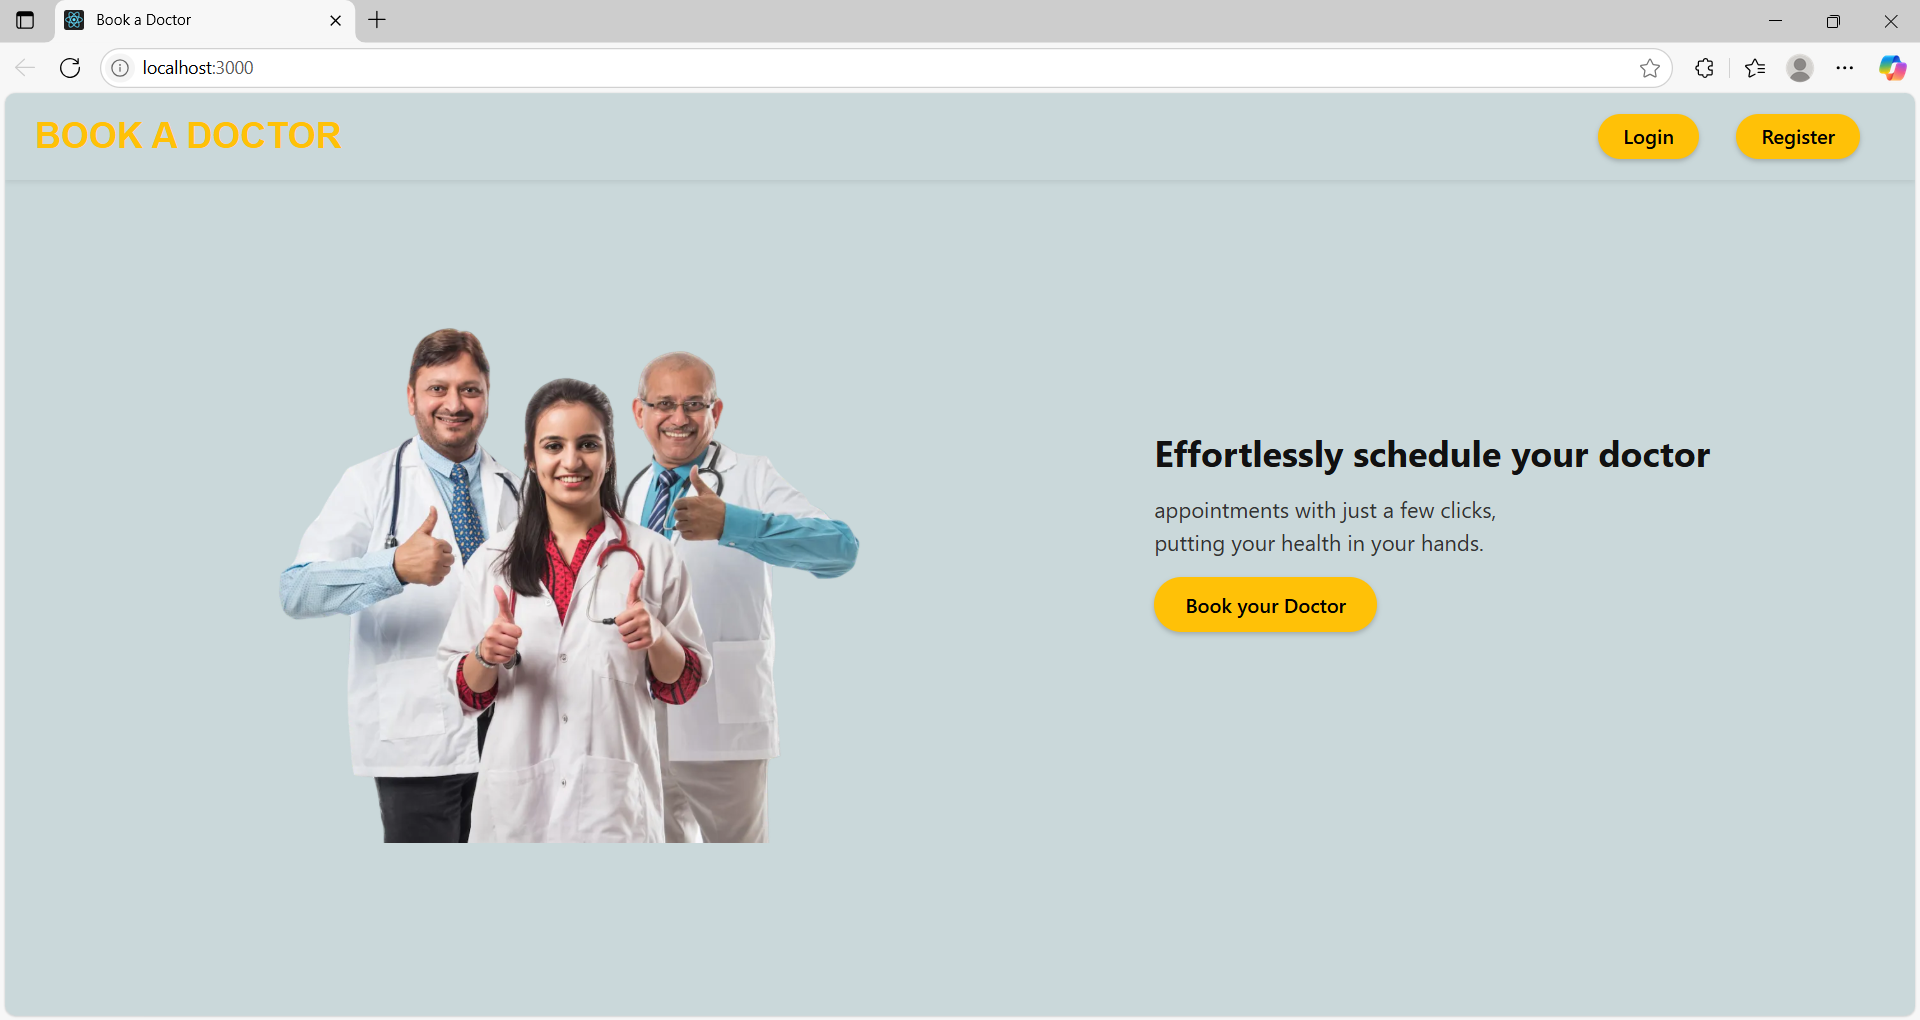 Book a Doctor
localhost:3000
BOOK A DOCTOR
Login
Register
Effortlessly schedule your doctor
appointments with just a few clicks,
putting your health in your hands.
Book your Doctor